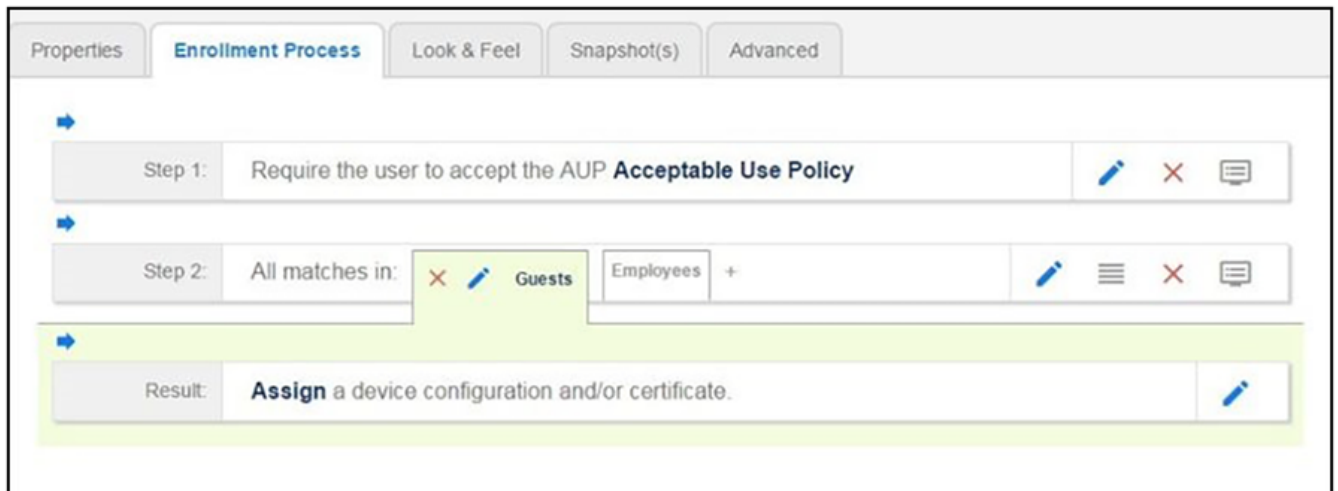 Properties Enrollment Process Look & Feel Snapshot(s) Advanced
Step 1: Require the user to accept the AUP Acceptable Use Policy
Step 2: All matches in: Guests Employees +
Result: Assign a device configuration and/or certificate.